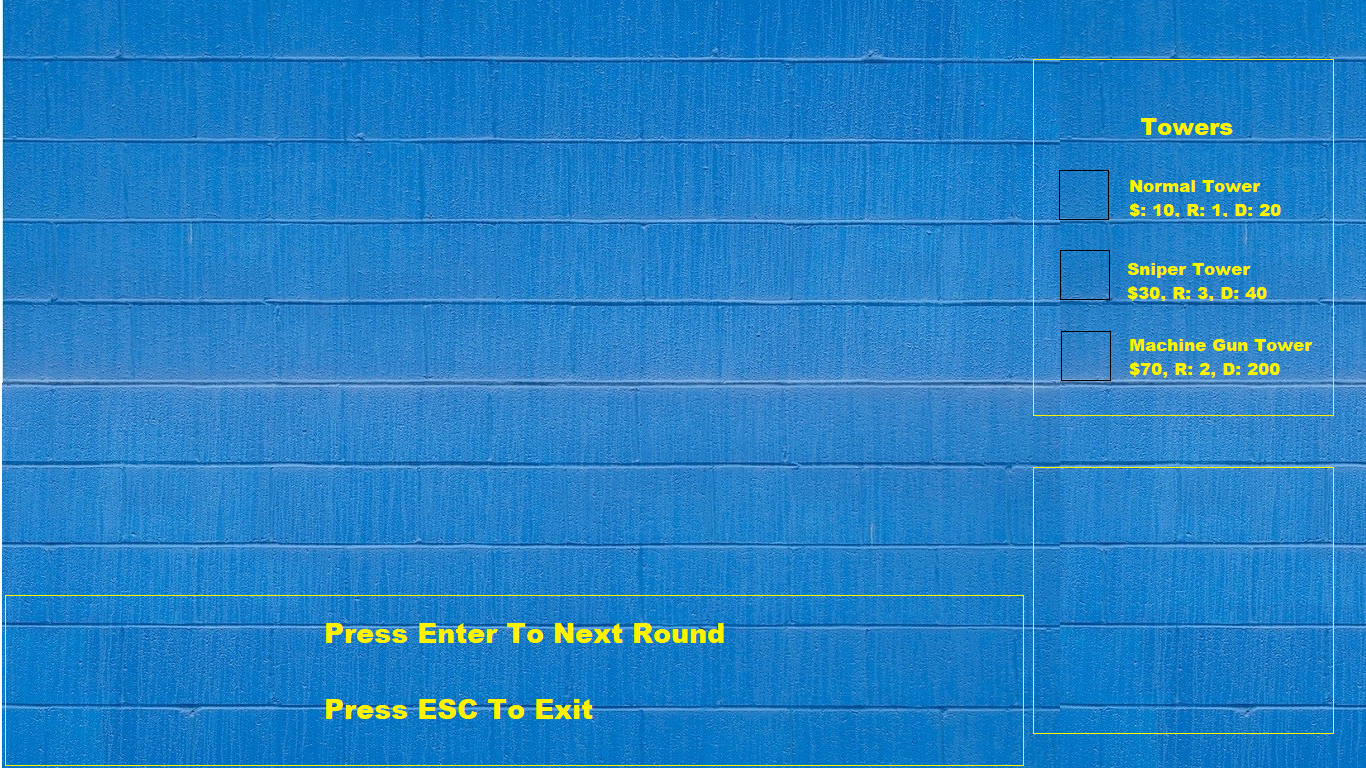 Towers
Normal Tower
$: 10, R: 1, D: 20
Sniper Tower
$30, R: 3, D: 40
Machine Gun Tower
$70, R: 2, D: 200
Press Enter To Next Round
Press ESC To Exit